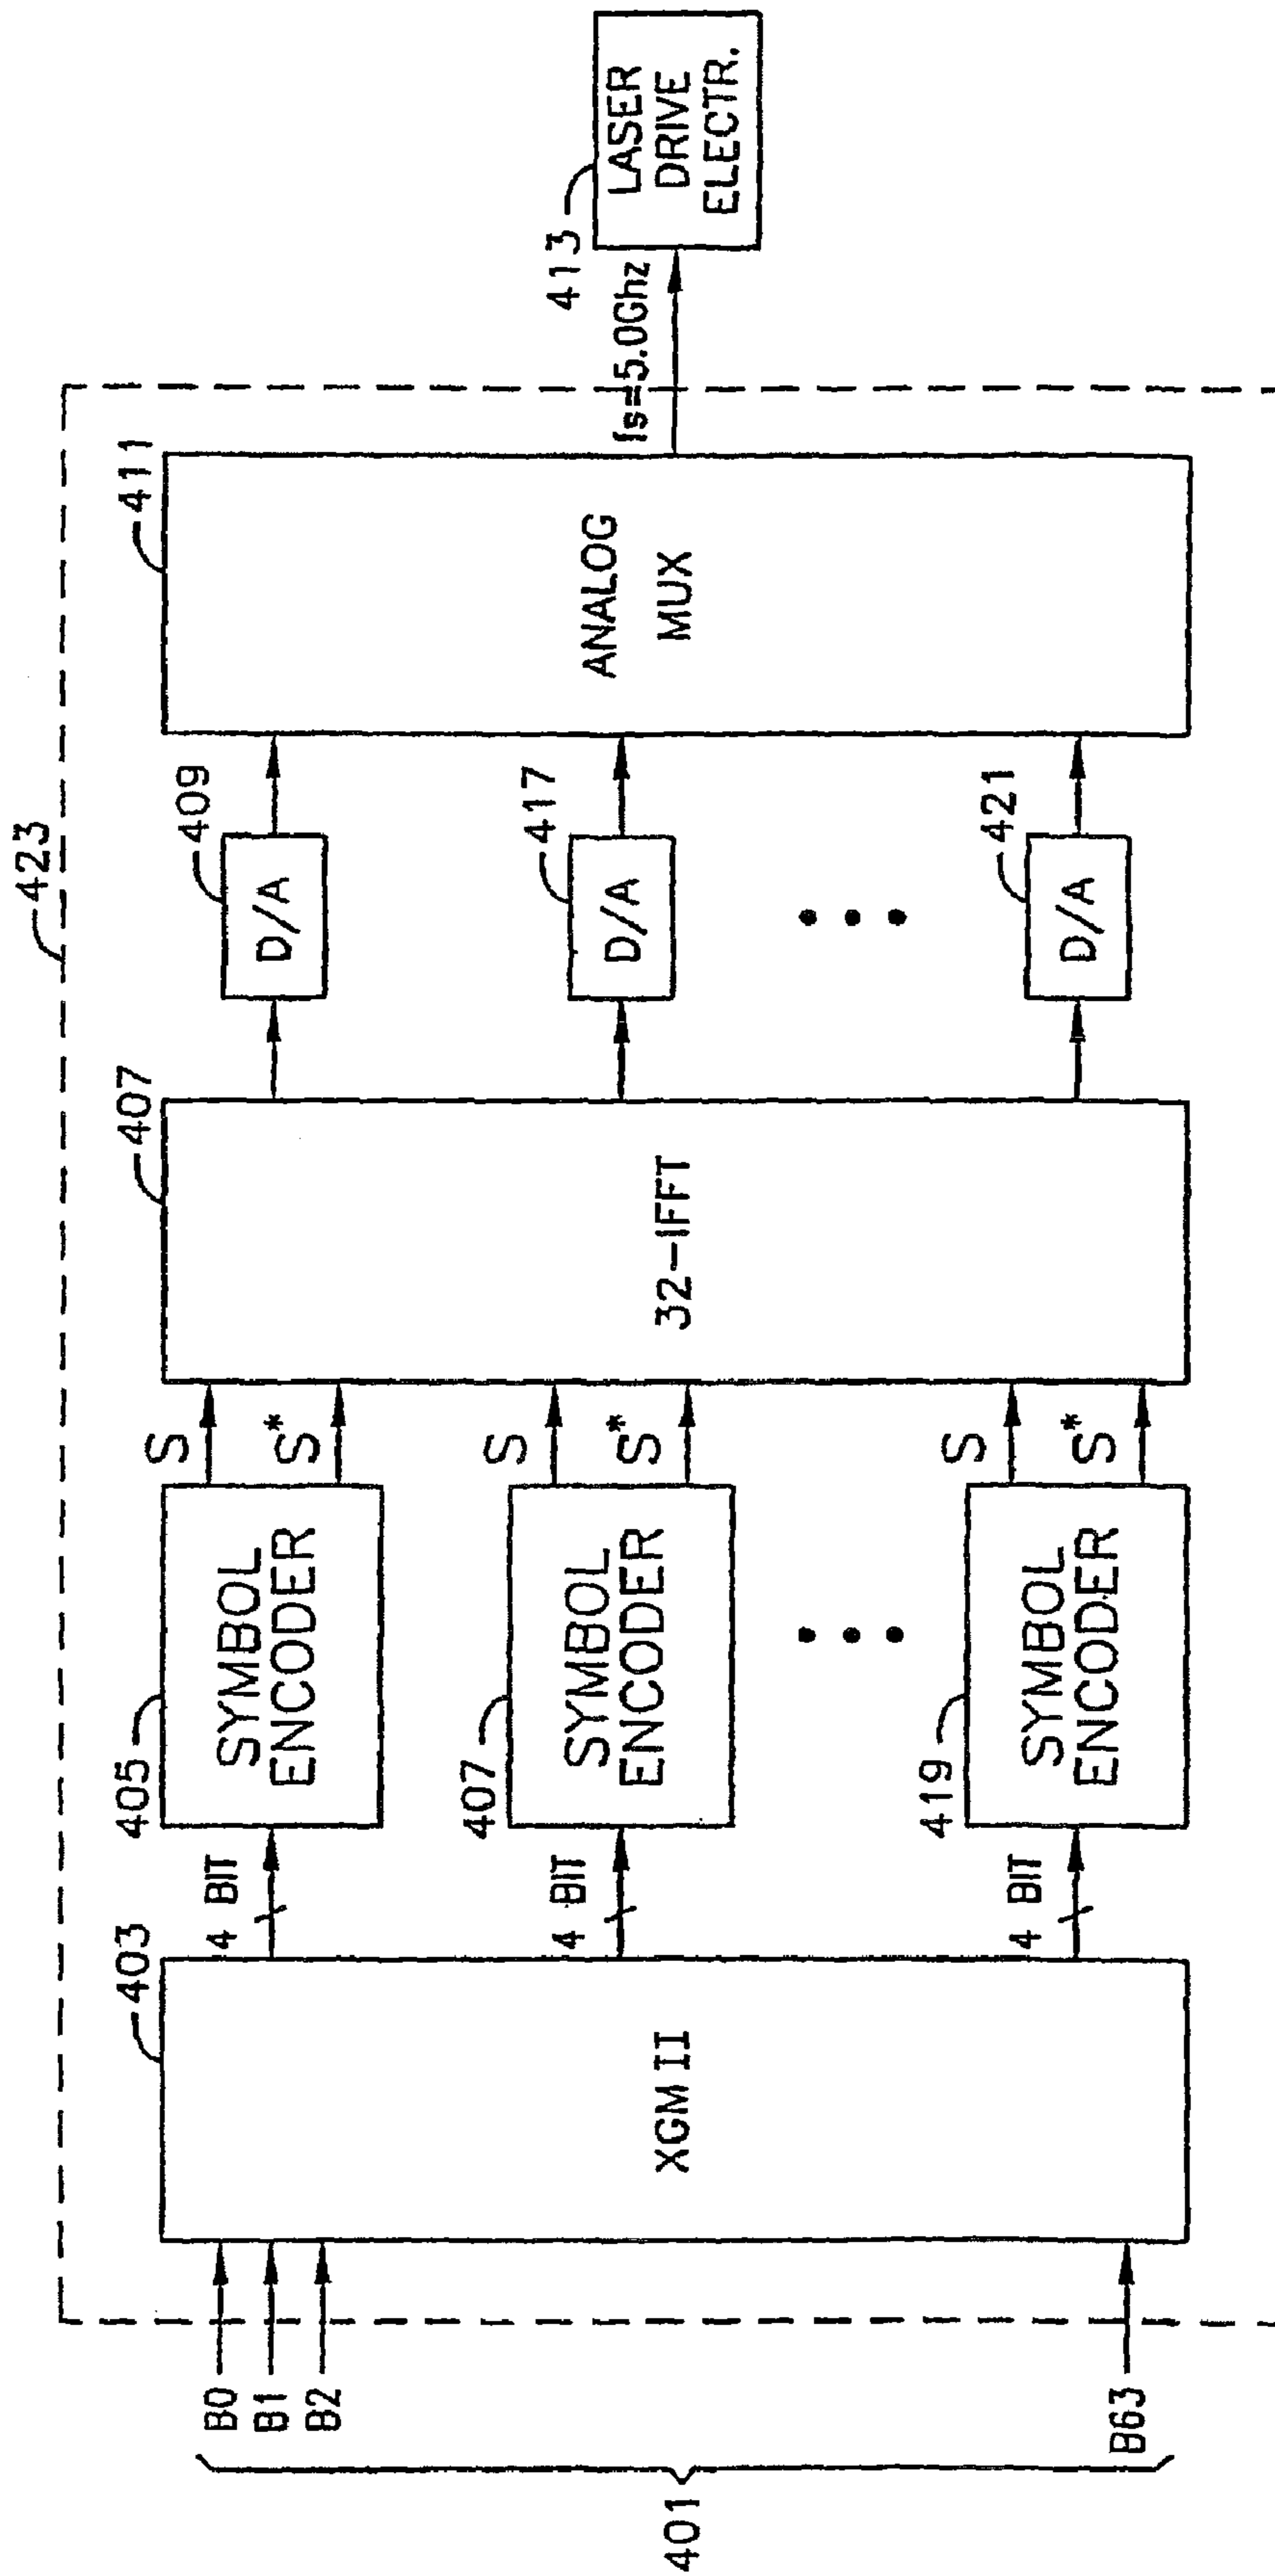 423
401
B0
B1
B2
B63
403
XGM II
4 BIT
4 BIT
4 BIT
405
SYMBOL
ENCODER
407
SYMBOL
ENCODER
419
SYMBOL
ENCODER
S
S*
S
S*
S
S*
407
32-IFFT
409
D/A
417
D/A
421
D/A
411
ANALOG
MUX
fs=5.0Ghz
413
LASER
DRIVE
ELECTR.